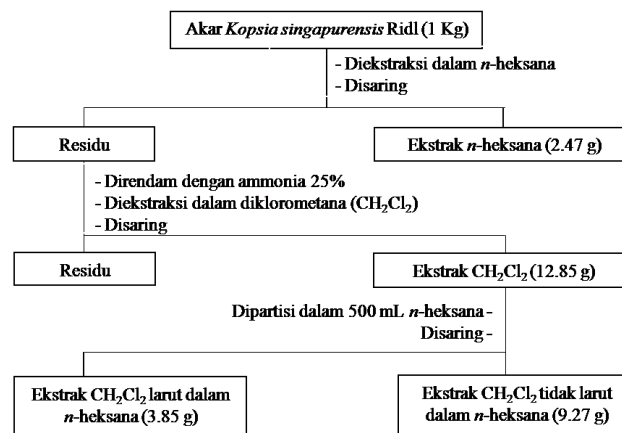 Akar Kopsia singapurensis Ridl (1 Kg)
- Diekstraksi dalam n-heksana
- Disaring
Residu
Ekstrak n-heksana (2.47 g)
- Direndam dengan ammonia 25%
- Diekstraksi dalam diklorometana (CH₂Cl₂)
- Disaring
Residu
Ekstrak CH₂Cl₂ (12.85 g)
Dipartisi dalam 500 mL n-heksana -
Disaring -
Ekstrak CH₂Cl₂ larut dalam
n-heksana (3.85 g)
Ekstrak CH₂Cl₂ tidak larut
dalam n-heksana (9.27 g)